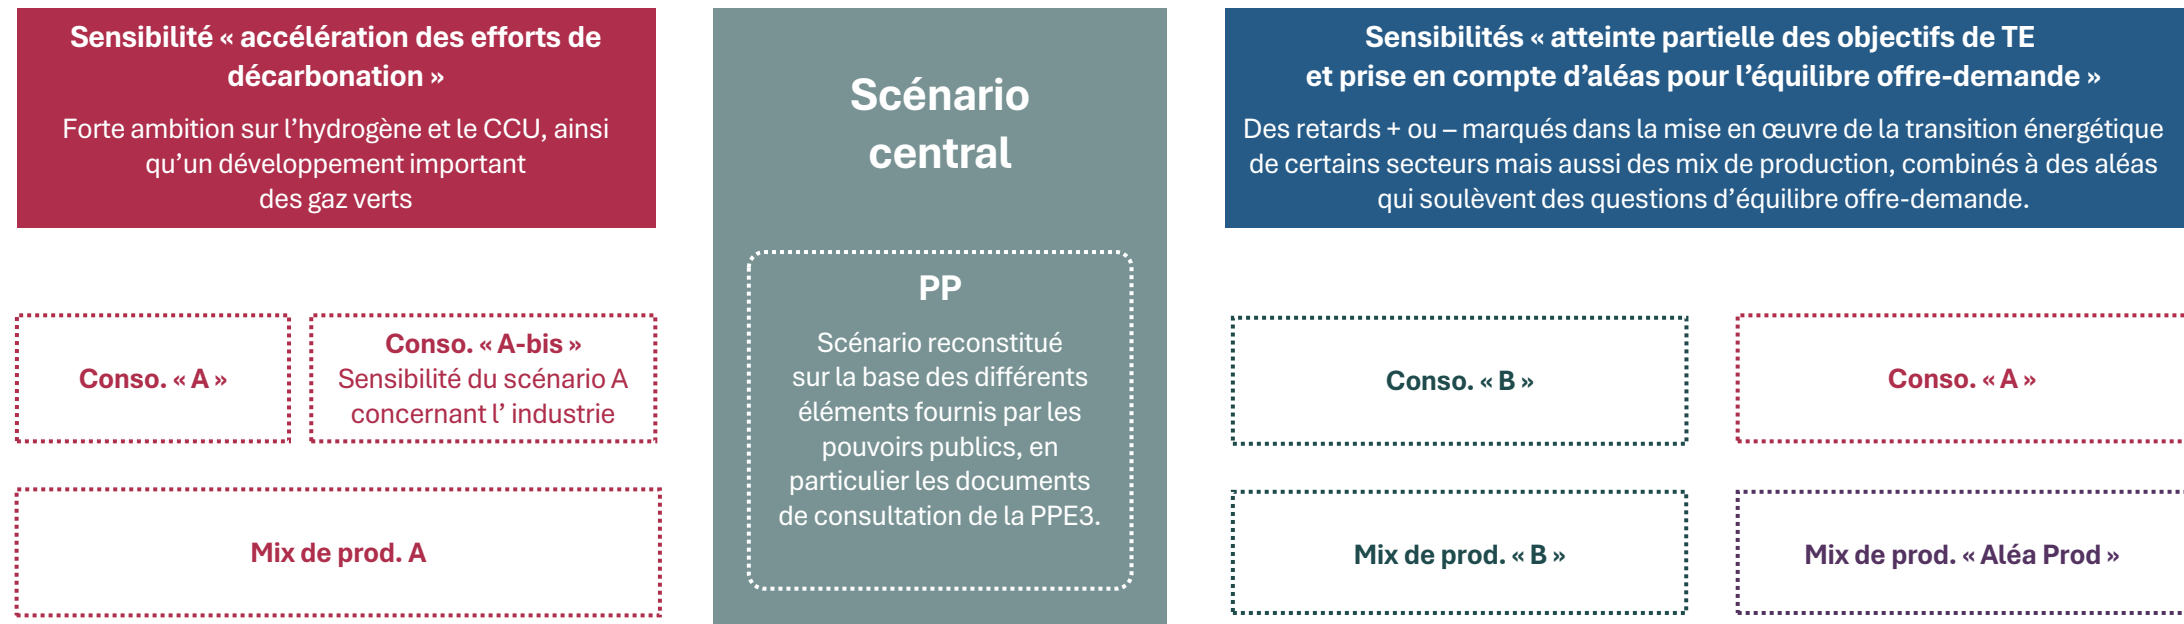 Sensibilité « accélération des efforts de
décarbonation »
Forte ambition sur l'hydrogène et le CCU, ainsi
qu'un développement important
des gaz verts
Conso. « A »
Conso. « A-bis »
Sensibilité du scénario A
concernant l' industrie
Mix de prod. A
Scénario
central
PP
Scénario reconstitué
sur la base des différents
éléments fournis par les
pouvoirs publics, en
particulier les documents
de consultation de la PPE3.
Sensibilités « atteinte partielle des objectifs de TE
et prise en compte d'aléas pour l'équilibre offre-demande »
Des retards + ou – marqués dans la mise en œuvre de la transition énergétique
de certains secteurs mais aussi des mix de production, combinés à des aléas
qui soulèvent des questions d'équilibre offre-demande.
Conso. « B »
Conso. « A »
Mix de prod. « B »
Mix de prod. « Aléa Prod »